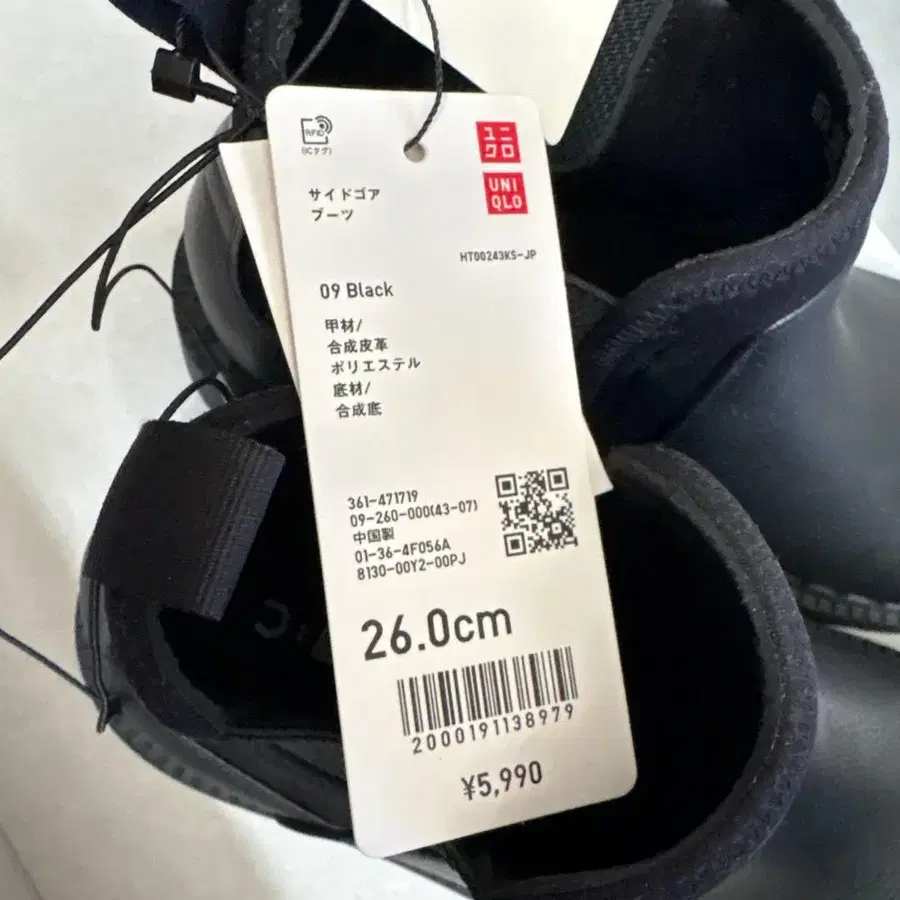 RFID
(ICタグ)
ユニ
クロ
UNI
QLO
サイドゴア
ブーツ
HT00243KS-JP
09 Black
甲材/
合成皮革
ポリエステル
底材/
合成底
361-471719
09-260-000(43-07)
中国製
01-36-4F056A
8130-00Y2-00PJ
26.0cm
2000191138979
¥5,990